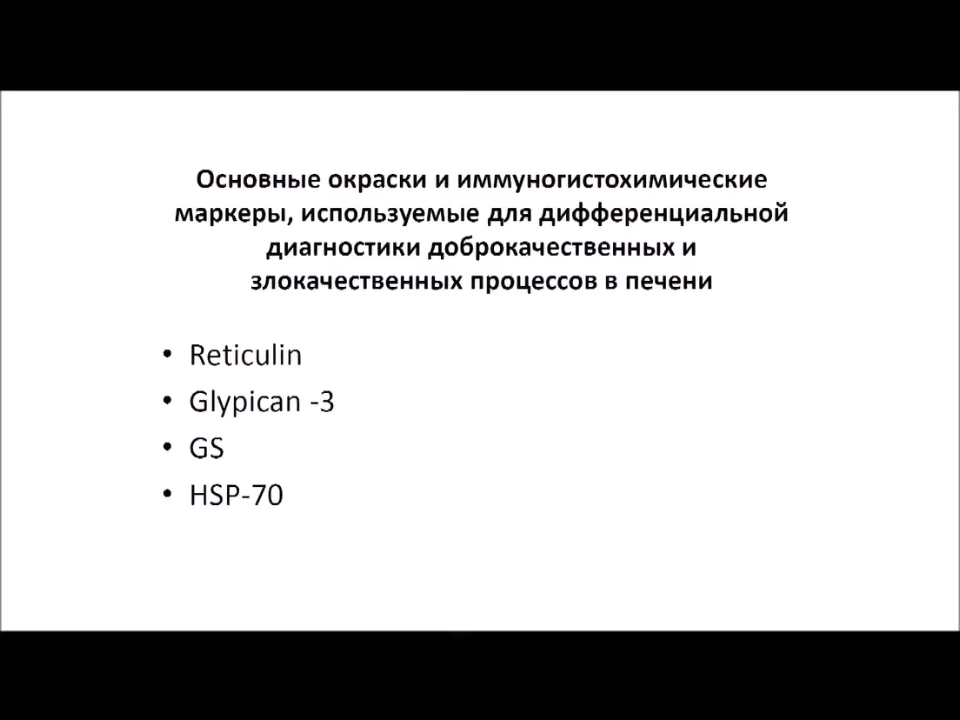 Основные окраски и иммуногистохимические
маркеры, используемые для дифференциальной
диагностики доброкачественных и
злокачественных процессов в печени
• Reticulin
• Glypican -3
• GS
• HSP-70